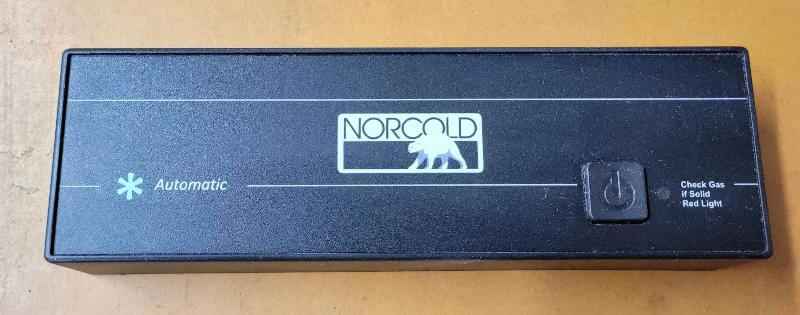 NORCOLD
Automatic
Check Gas
if Solid
Red Light